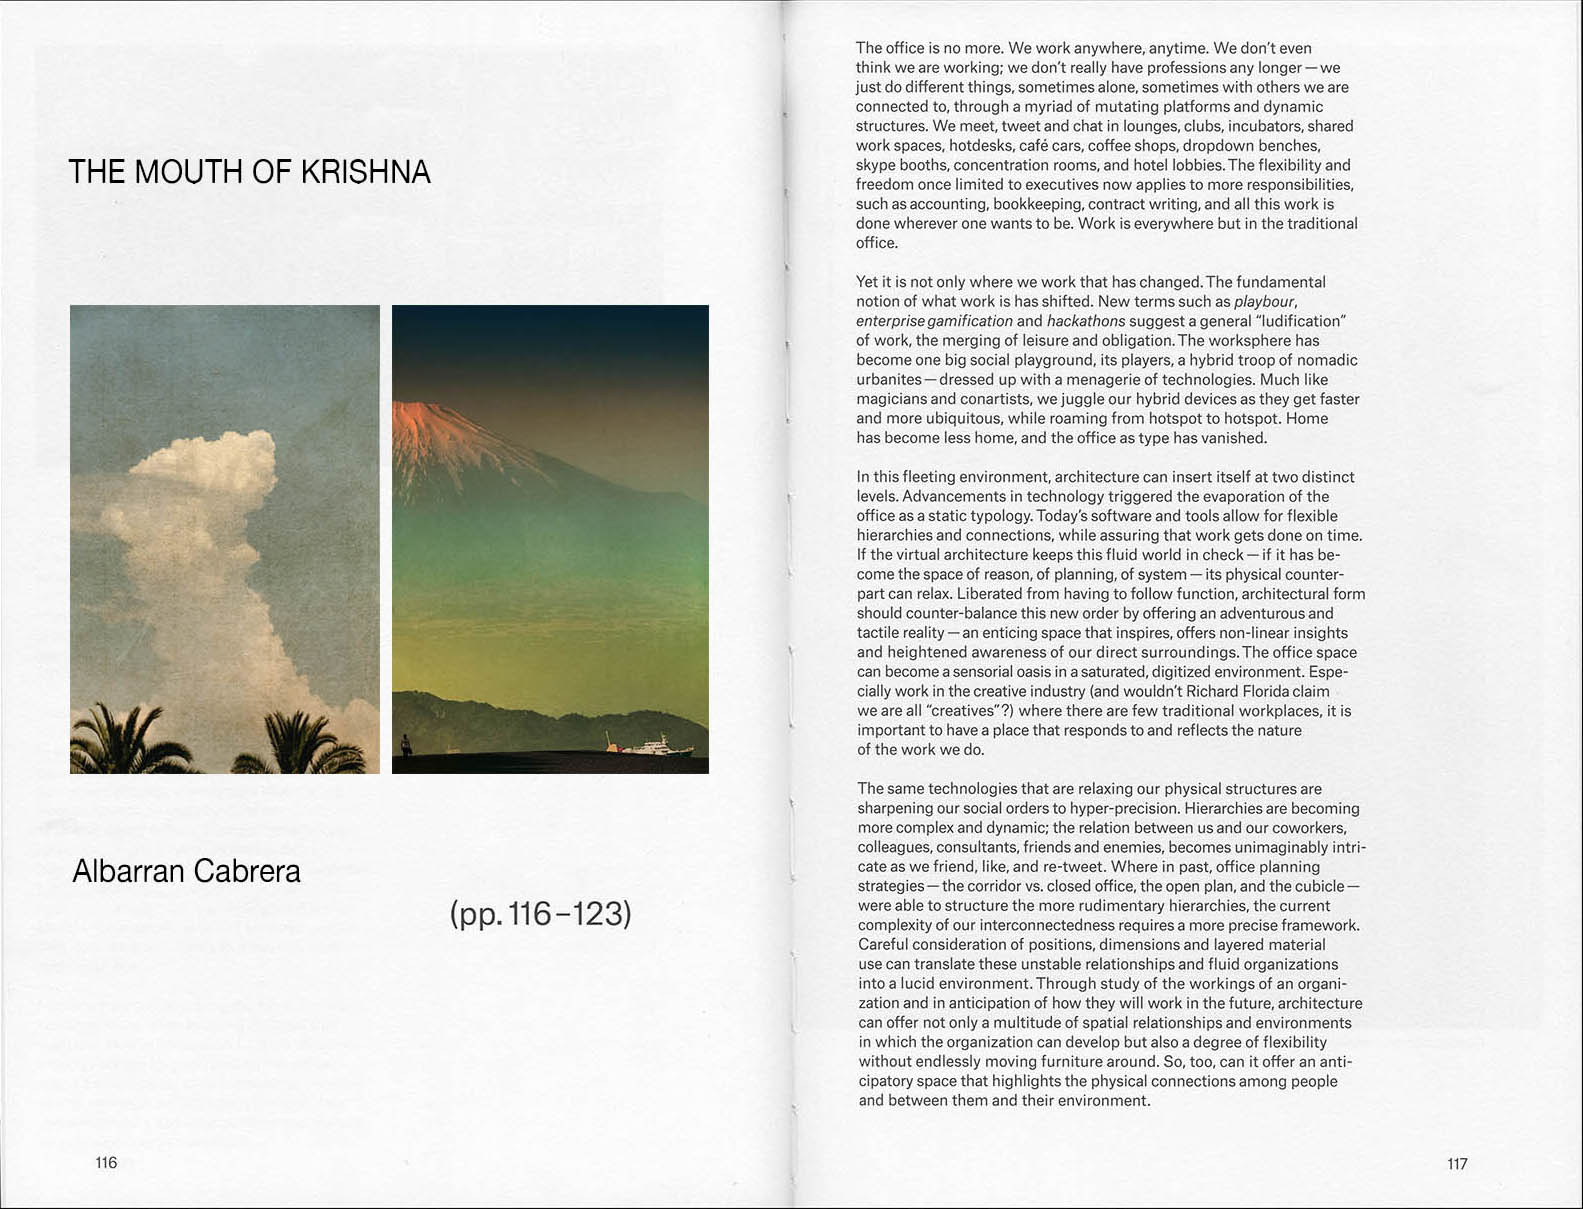 THE MOUTH OF KRISHNA
Albarran Cabrera
(pp. 116–123)
116
The office is no more. We work anywhere, anytime. We don’t even
think we are working; we don’t really have professions any longer — we
just do different things, sometimes alone, sometimes with others we are
connected to, through a myriad of mutating platforms and dynamic
structures. We meet, tweet and chat in lounges, clubs, incubators, shared
work spaces, hotdesks, café cars, coffee shops, dropdown benches,
skype booths, concentration rooms, and hotel lobbies. The flexibility and
freedom once limited to executives now applies to more responsibilities,
such as accounting, bookkeeping, contract writing, and all this work is
done wherever one wants to be. Work is everywhere but in the traditional
office.
Yet it is not only where we work that has changed. The fundamental
notion of what work is has shifted. New terms such as playbour,
enterprise gamification and hackathons suggest a general “ludification”
of work, the merging of leisure and obligation. The worksphere has
become one big social playground, its players, a hybrid troop of nomadic
urbanites — dressed up with a menagerie of technologies. Much like
magicians and conartists, we juggle our hybrid devices as they get faster
and more ubiquitous, while roaming from hotspot to hotspot. Home
has become less home, and the office as type has vanished.
In this fleeting environment, architecture can insert itself at two distinct
levels. Advancements in technology triggered the evaporation of the
office as a static typology. Today’s software and tools allow for flexible
hierarchies and connections, while assuring that work gets done on time.
If the virtual architecture keeps this fluid world in check — if it has be-
come the space of reason, of planning, of system — its physical counter-
part can relax. Liberated from having to follow function, architectural form
should counter-balance this new order by offering an adventurous and
tactile reality — an enticing space that inspires, offers non-linear insights
and heightened awareness of our direct surroundings. The office space
can become a sensorial oasis in a saturated, digitized environment. Espe-
cially work in the creative industry (and wouldn’t Richard Florida claim
we are all “creatives”?) where there are few traditional workplaces, it is
important to have a place that responds to and reflects the nature
of the work we do.
The same technologies that are relaxing our physical structures are
sharpening our social orders to hyper-precision. Hierarchies are becoming
more complex and dynamic; the relation between us and our coworkers,
colleagues, consultants, friends and enemies, becomes unimaginably intri-
cate as we friend, like, and re-tweet. Where in past, office planning
strategies — the corridor vs. closed office, the open plan, and the cubicle —
were able to structure the more rudimentary hierarchies, the current
complexity of our interconnectedness requires a more precise framework.
Careful consideration of positions, dimensions and layered material
use can translate these unstable relationships and fluid organizations
into a lucid environment. Through study of the workings of an organi-
zation and in anticipation of how they will work in the future, architecture
can offer not only a multitude of spatial relationships and environments
in which the organization can develop but also a degree of flexibility
without endlessly moving furniture around. So, too, can it offer an anti-
cipatory space that highlights the physical connections among people
and between them and their environment.
117